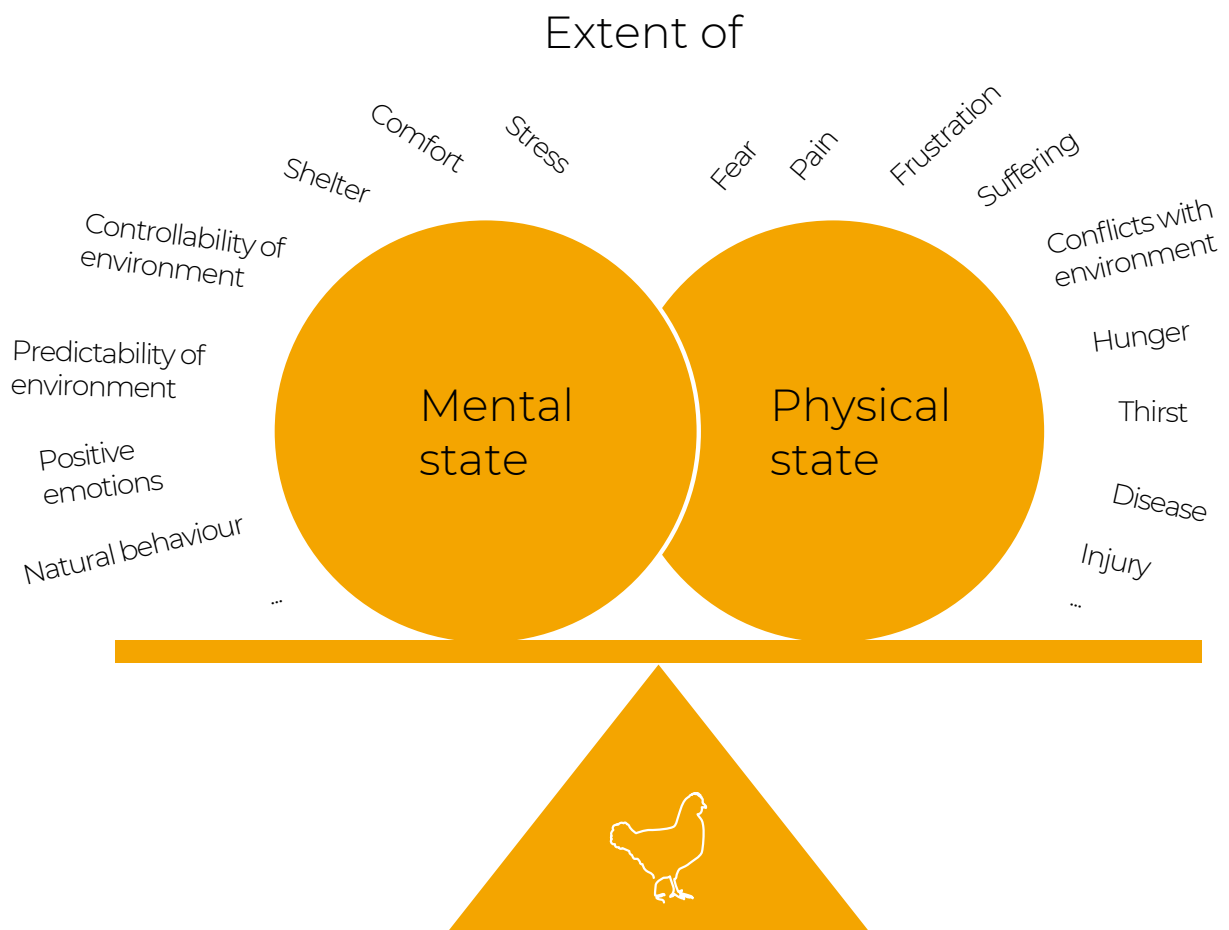 Extent of
Natural behaviour
Positive
emotions
Predictability of
environment
Controllability of
environment
Shelter
Comfort
Stress
Fear
Pain
Frustration
Suffering
Conflicts with
environment
Hunger
Thirst
Disease
Injury
...
...
Mental
state
Physical
state